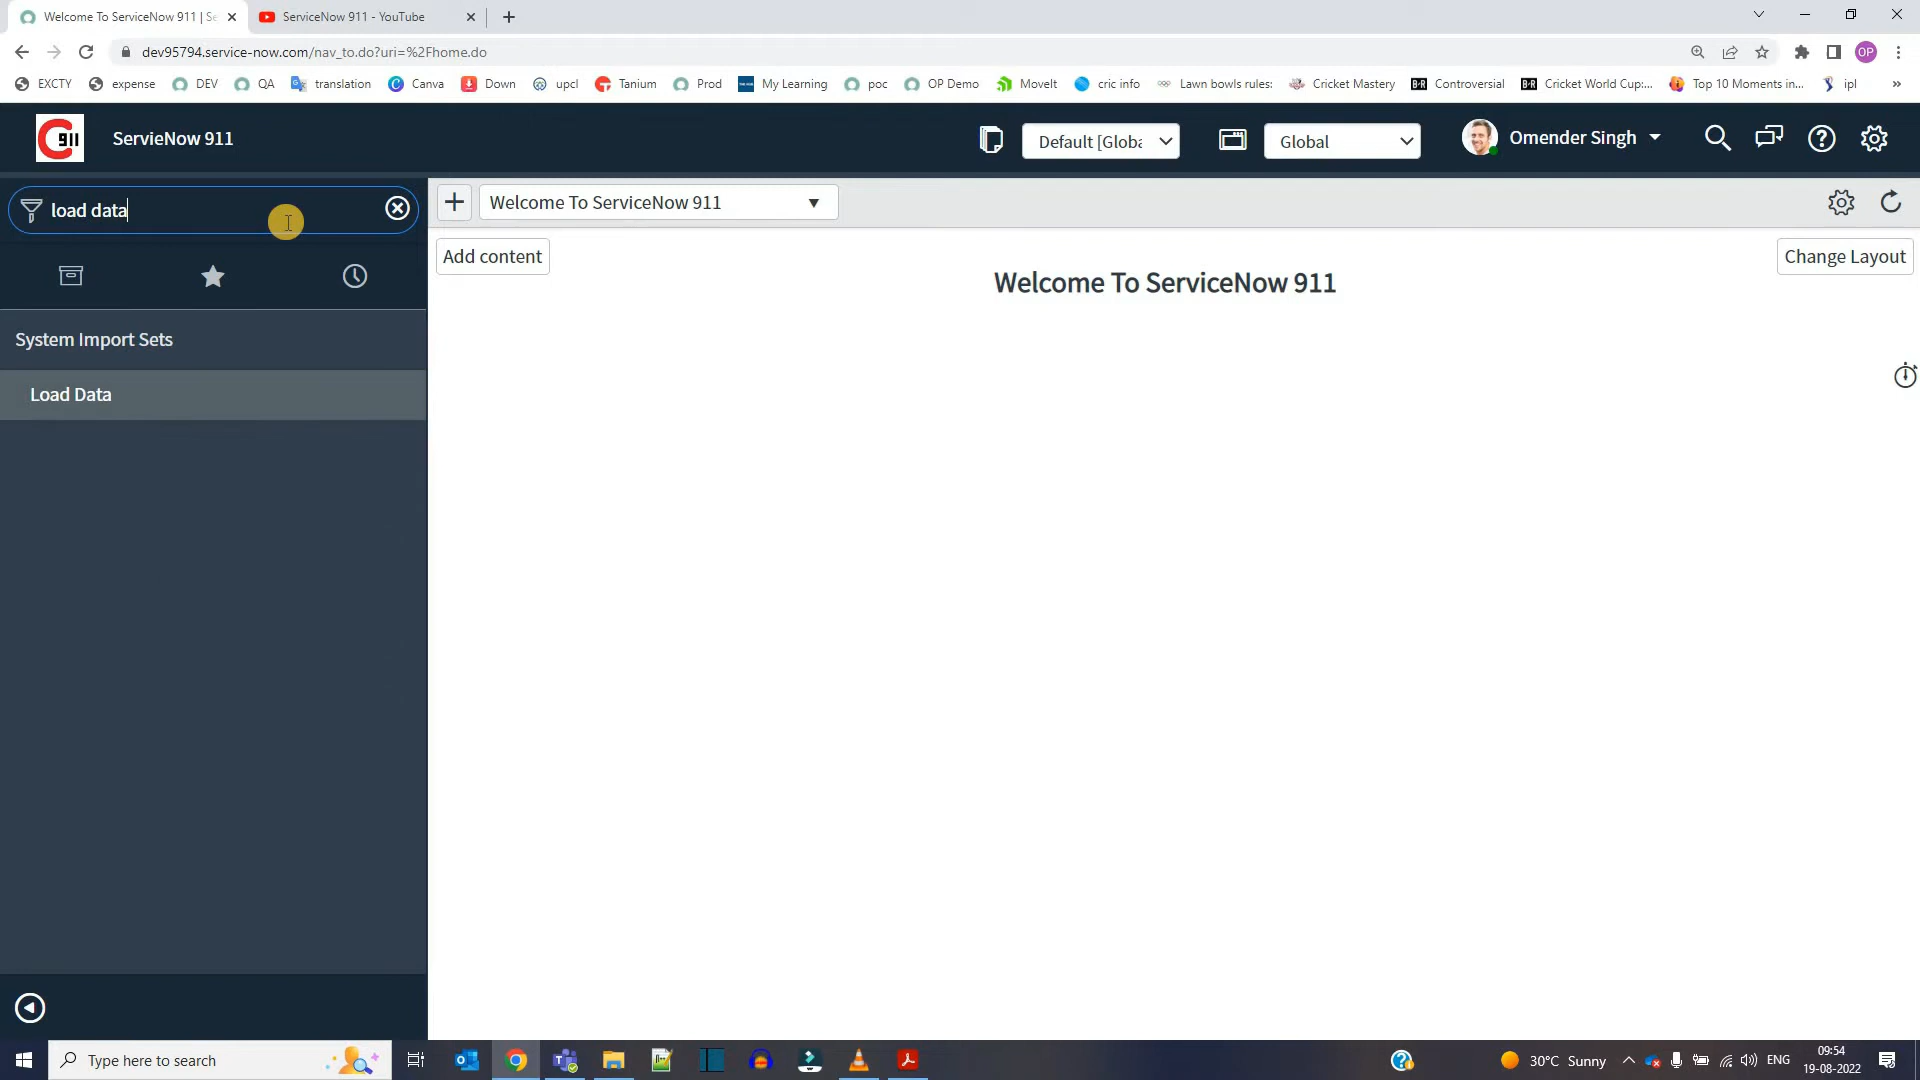 Welcome To ServiceNow 911 | Se
ServiceNow 911 - YouTube
dev95794.service-now.com/nav_to.do?uri=%2Fhome.do
OP
EXCTY
expense
DEV
QA
translation
Canva
Down
upcl
Tanium
Prod
My Learning
poc
OP Demo
MoveIt
cric info
Lawn bowls rules:
Cricket Mastery
B/R
Controversial
B/R
Cricket World Cup:...
Top 10 Moments in...
ipl
911
ServieNow 911
Default [Globa
Global
Omender Singh
load data
Welcome To ServiceNow 911
Add content
Change Layout
Welcome To ServiceNow 911
System Import Sets
Load Data
Type here to search
30°C Sunny
ENG
09:54
19-08-2022